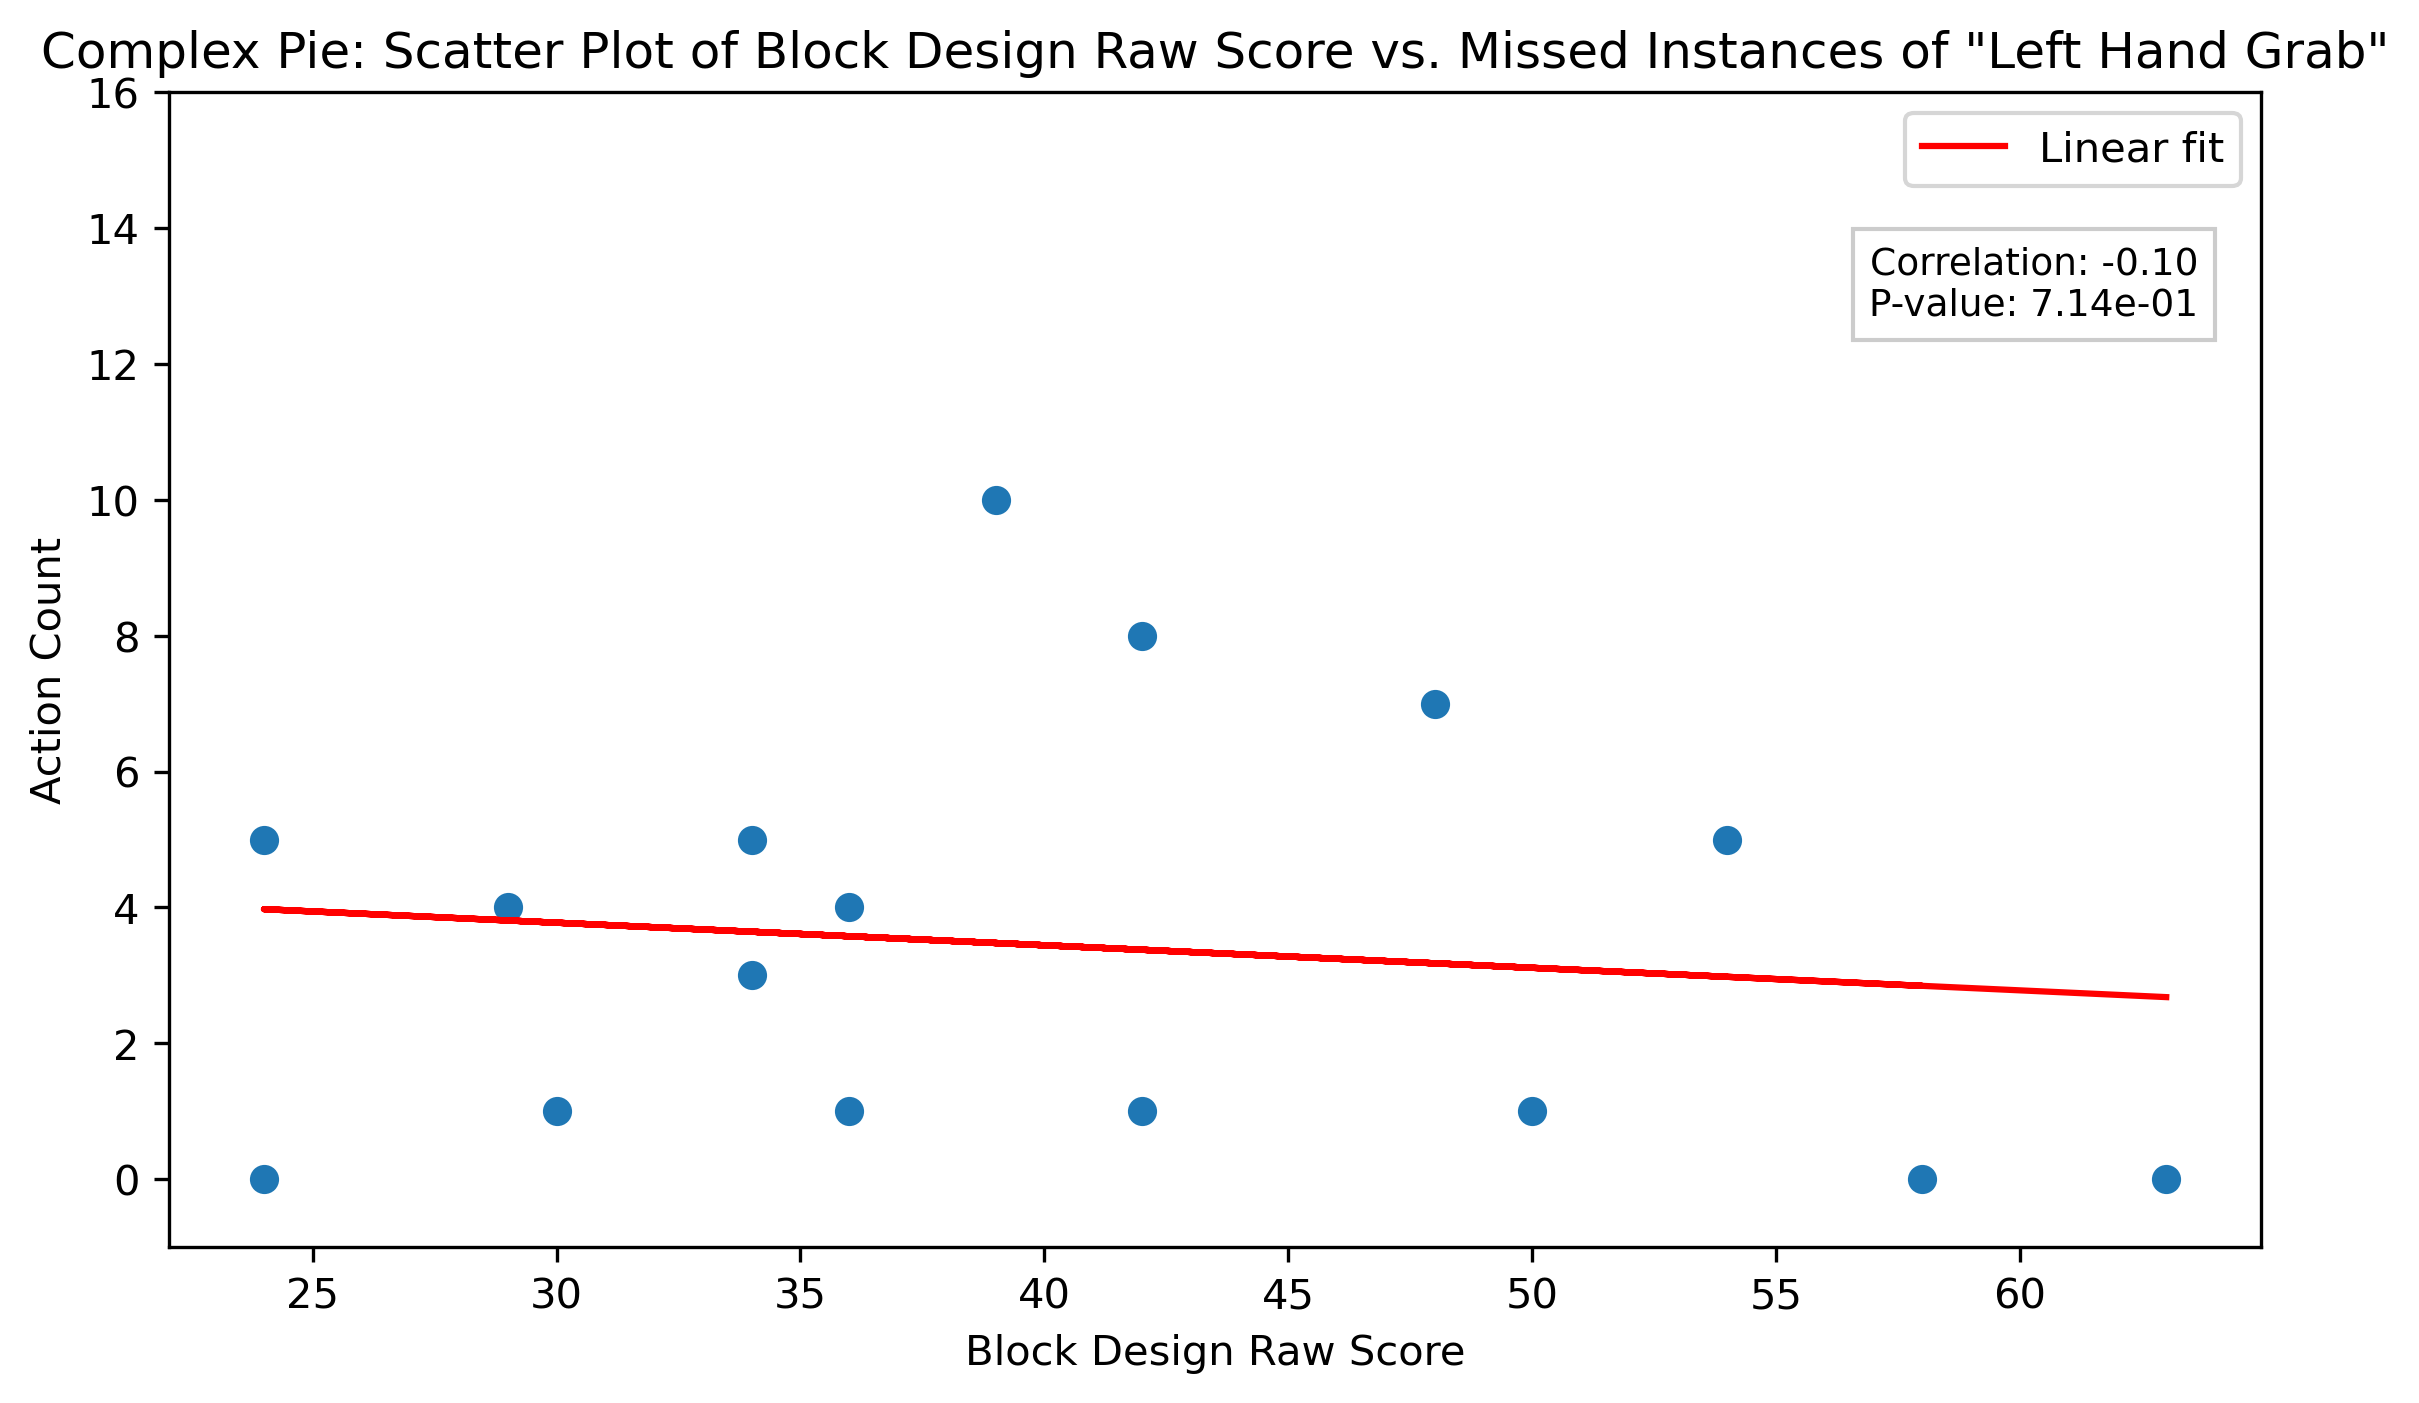 Complex Pie: Scatter Plot of Block Design Raw Score vs. Missed Instances of "Left Hand Grab"
Linear fit
Correlation: -0.10
P-value: 7.14e-01
Action Count
16
14
12
10
8
6
4
2
0
25 30 35 40 45 50 55 60
Block Design Raw Score